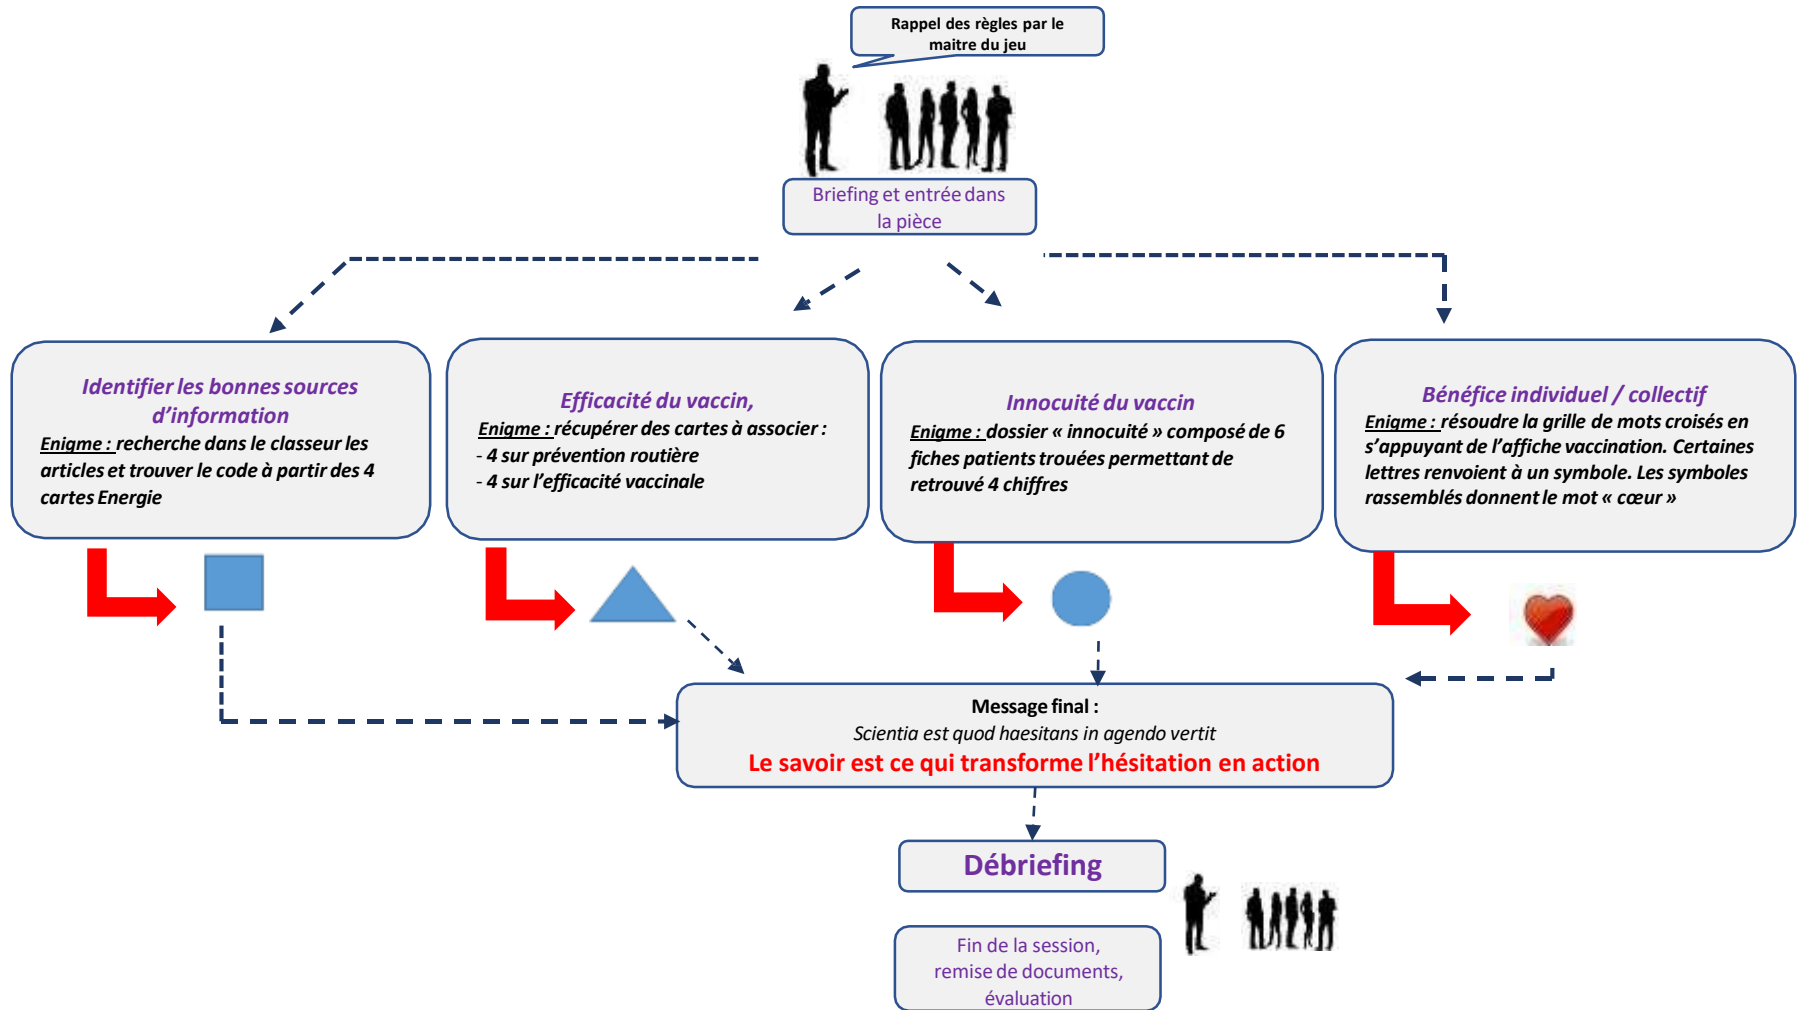 Rappel des règles par le
maitre du jeu
Briefing et entrée dans
la pièce
Identifier les bonnes sources
d’information
Enigme : recherche dans le classeur les
articles et trouver le code à partir des 4
cartes Energie
Efficacité du vaccin,
Enigme : récupérer des cartes à associer :
- 4 sur prévention routière
- 4 sur l’efficacité vaccinale
Innocuité du vaccin
Enigme : dossier « innocuité » composé de 6
fiches patients trouées permettant de
retrouvé 4 chiffres
Bénéfice individuel / collectif
Enigme : résoudre la grille de mots croisés en
s’appuyant de l’affiche vaccination. Certaines
lettres renvoient à un symbole. Les symboles
rassemblés donnent le mot « cœur »
Message final :
Scientia est quod haesitans in agendo vertit
Le savoir est ce qui transforme l’hésitation en action
Débriefing
Fin de la session,
remise de documents,
évaluation